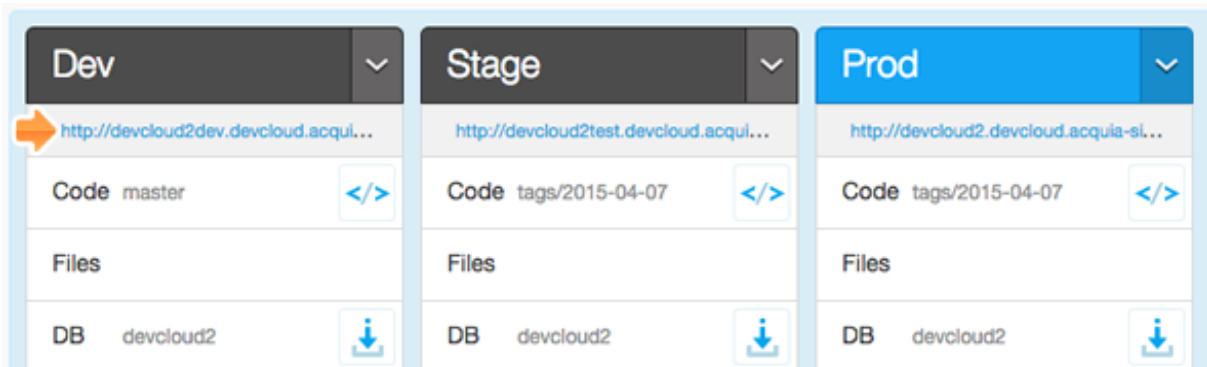 Dev
Stage
Prod
http://devcloud2dev.devcloud.acqui...
http://devcloud2test.devcloud.acqui...
http://devcloud2.devcloud.acquia-si...
Code master </>
Code tags/2015-04-07 </>
Code tags/2015-04-07 </>
Files
Files
Files
DB devcloud2
DB devcloud2
DB devcloud2